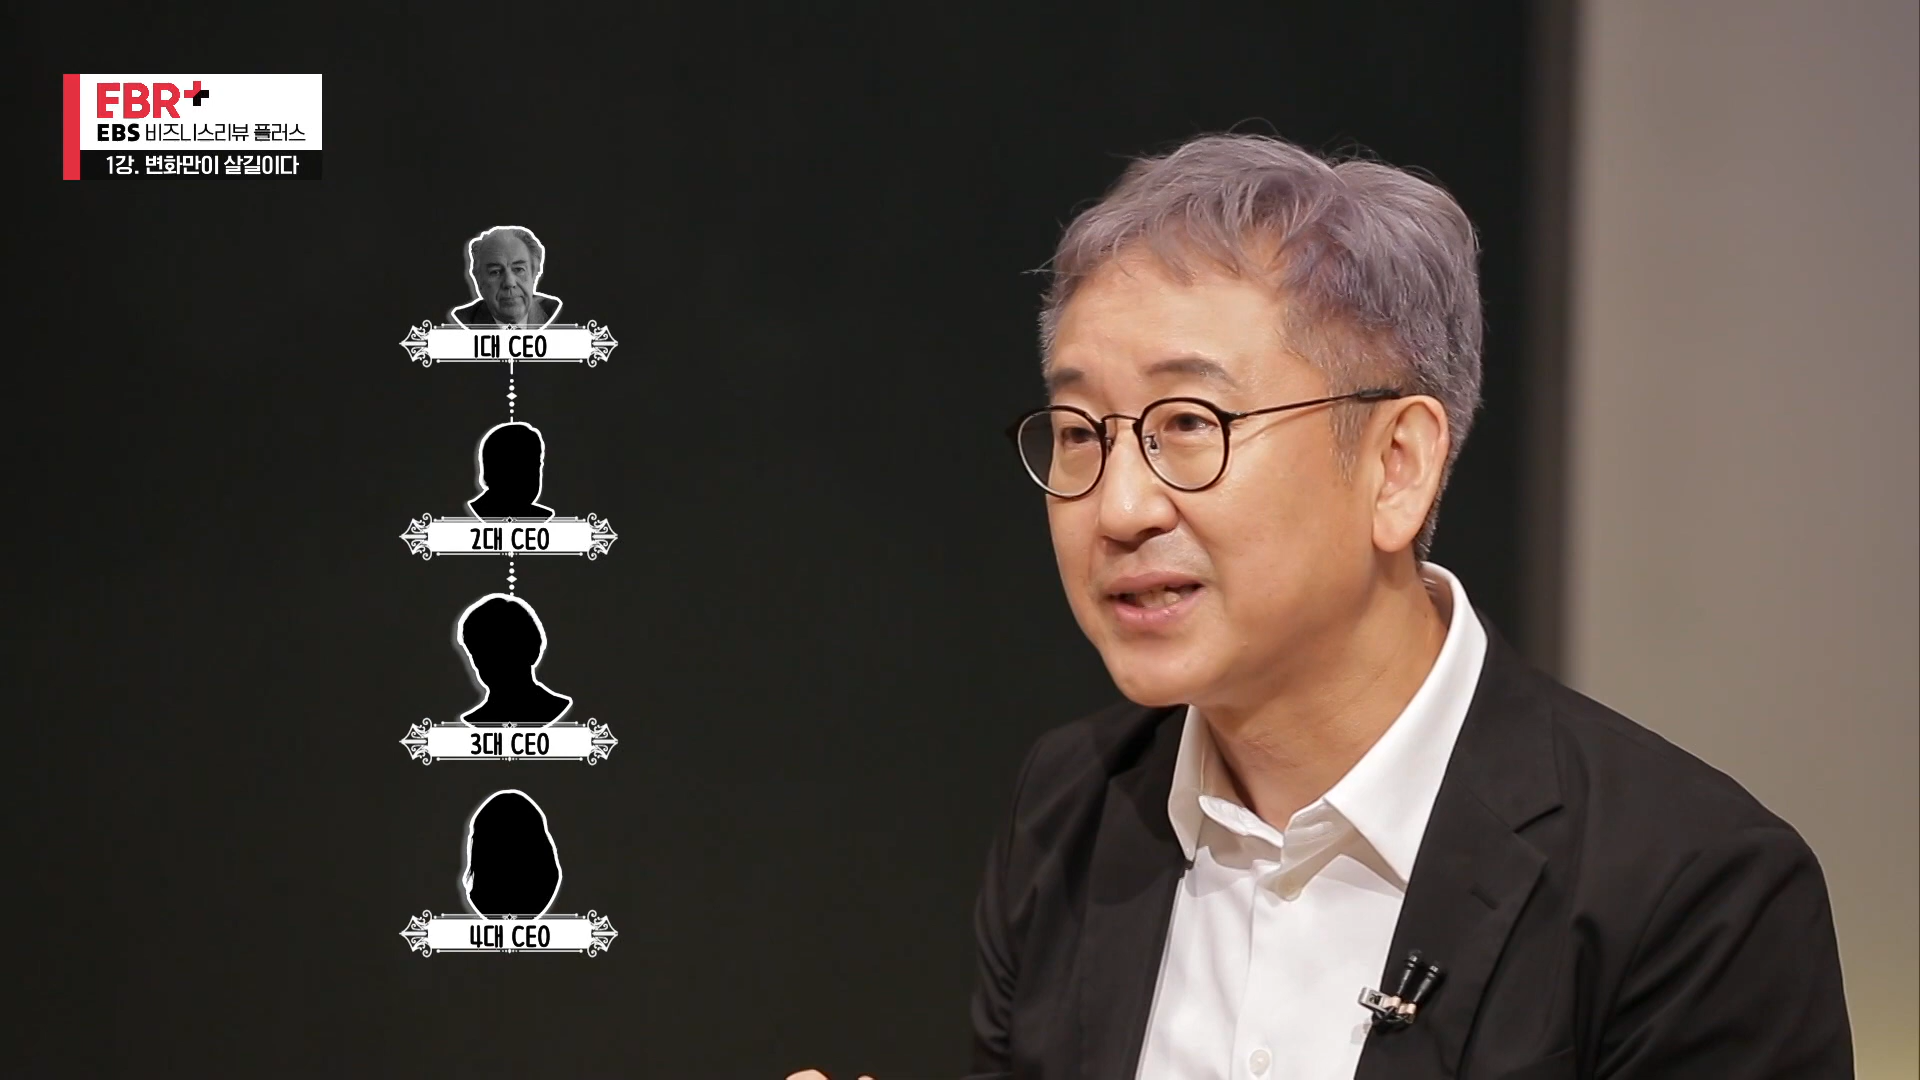 EBR+
EBS 비즈니스리뷰 플러스
1강. 변화만이 살길이다
1대 CEO
2대 CEO
3대 CEO
4대 CEO